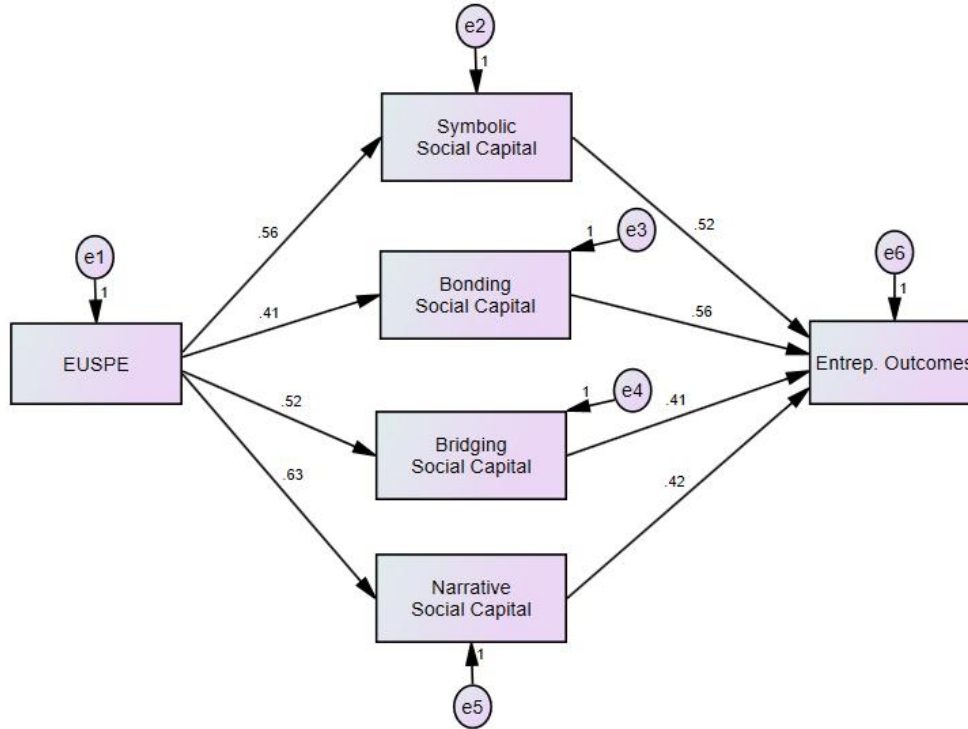 e2
1
Symbolic
Social Capital
.56
.52
e1
1
e3
1
Bonding
Social Capital
.41
.56
e6
1
EUSPE
Entrep. Outcomes
e4
1
.52
.41
Bridging
Social Capital
.63
.42
Narrative
Social Capital
1
e5